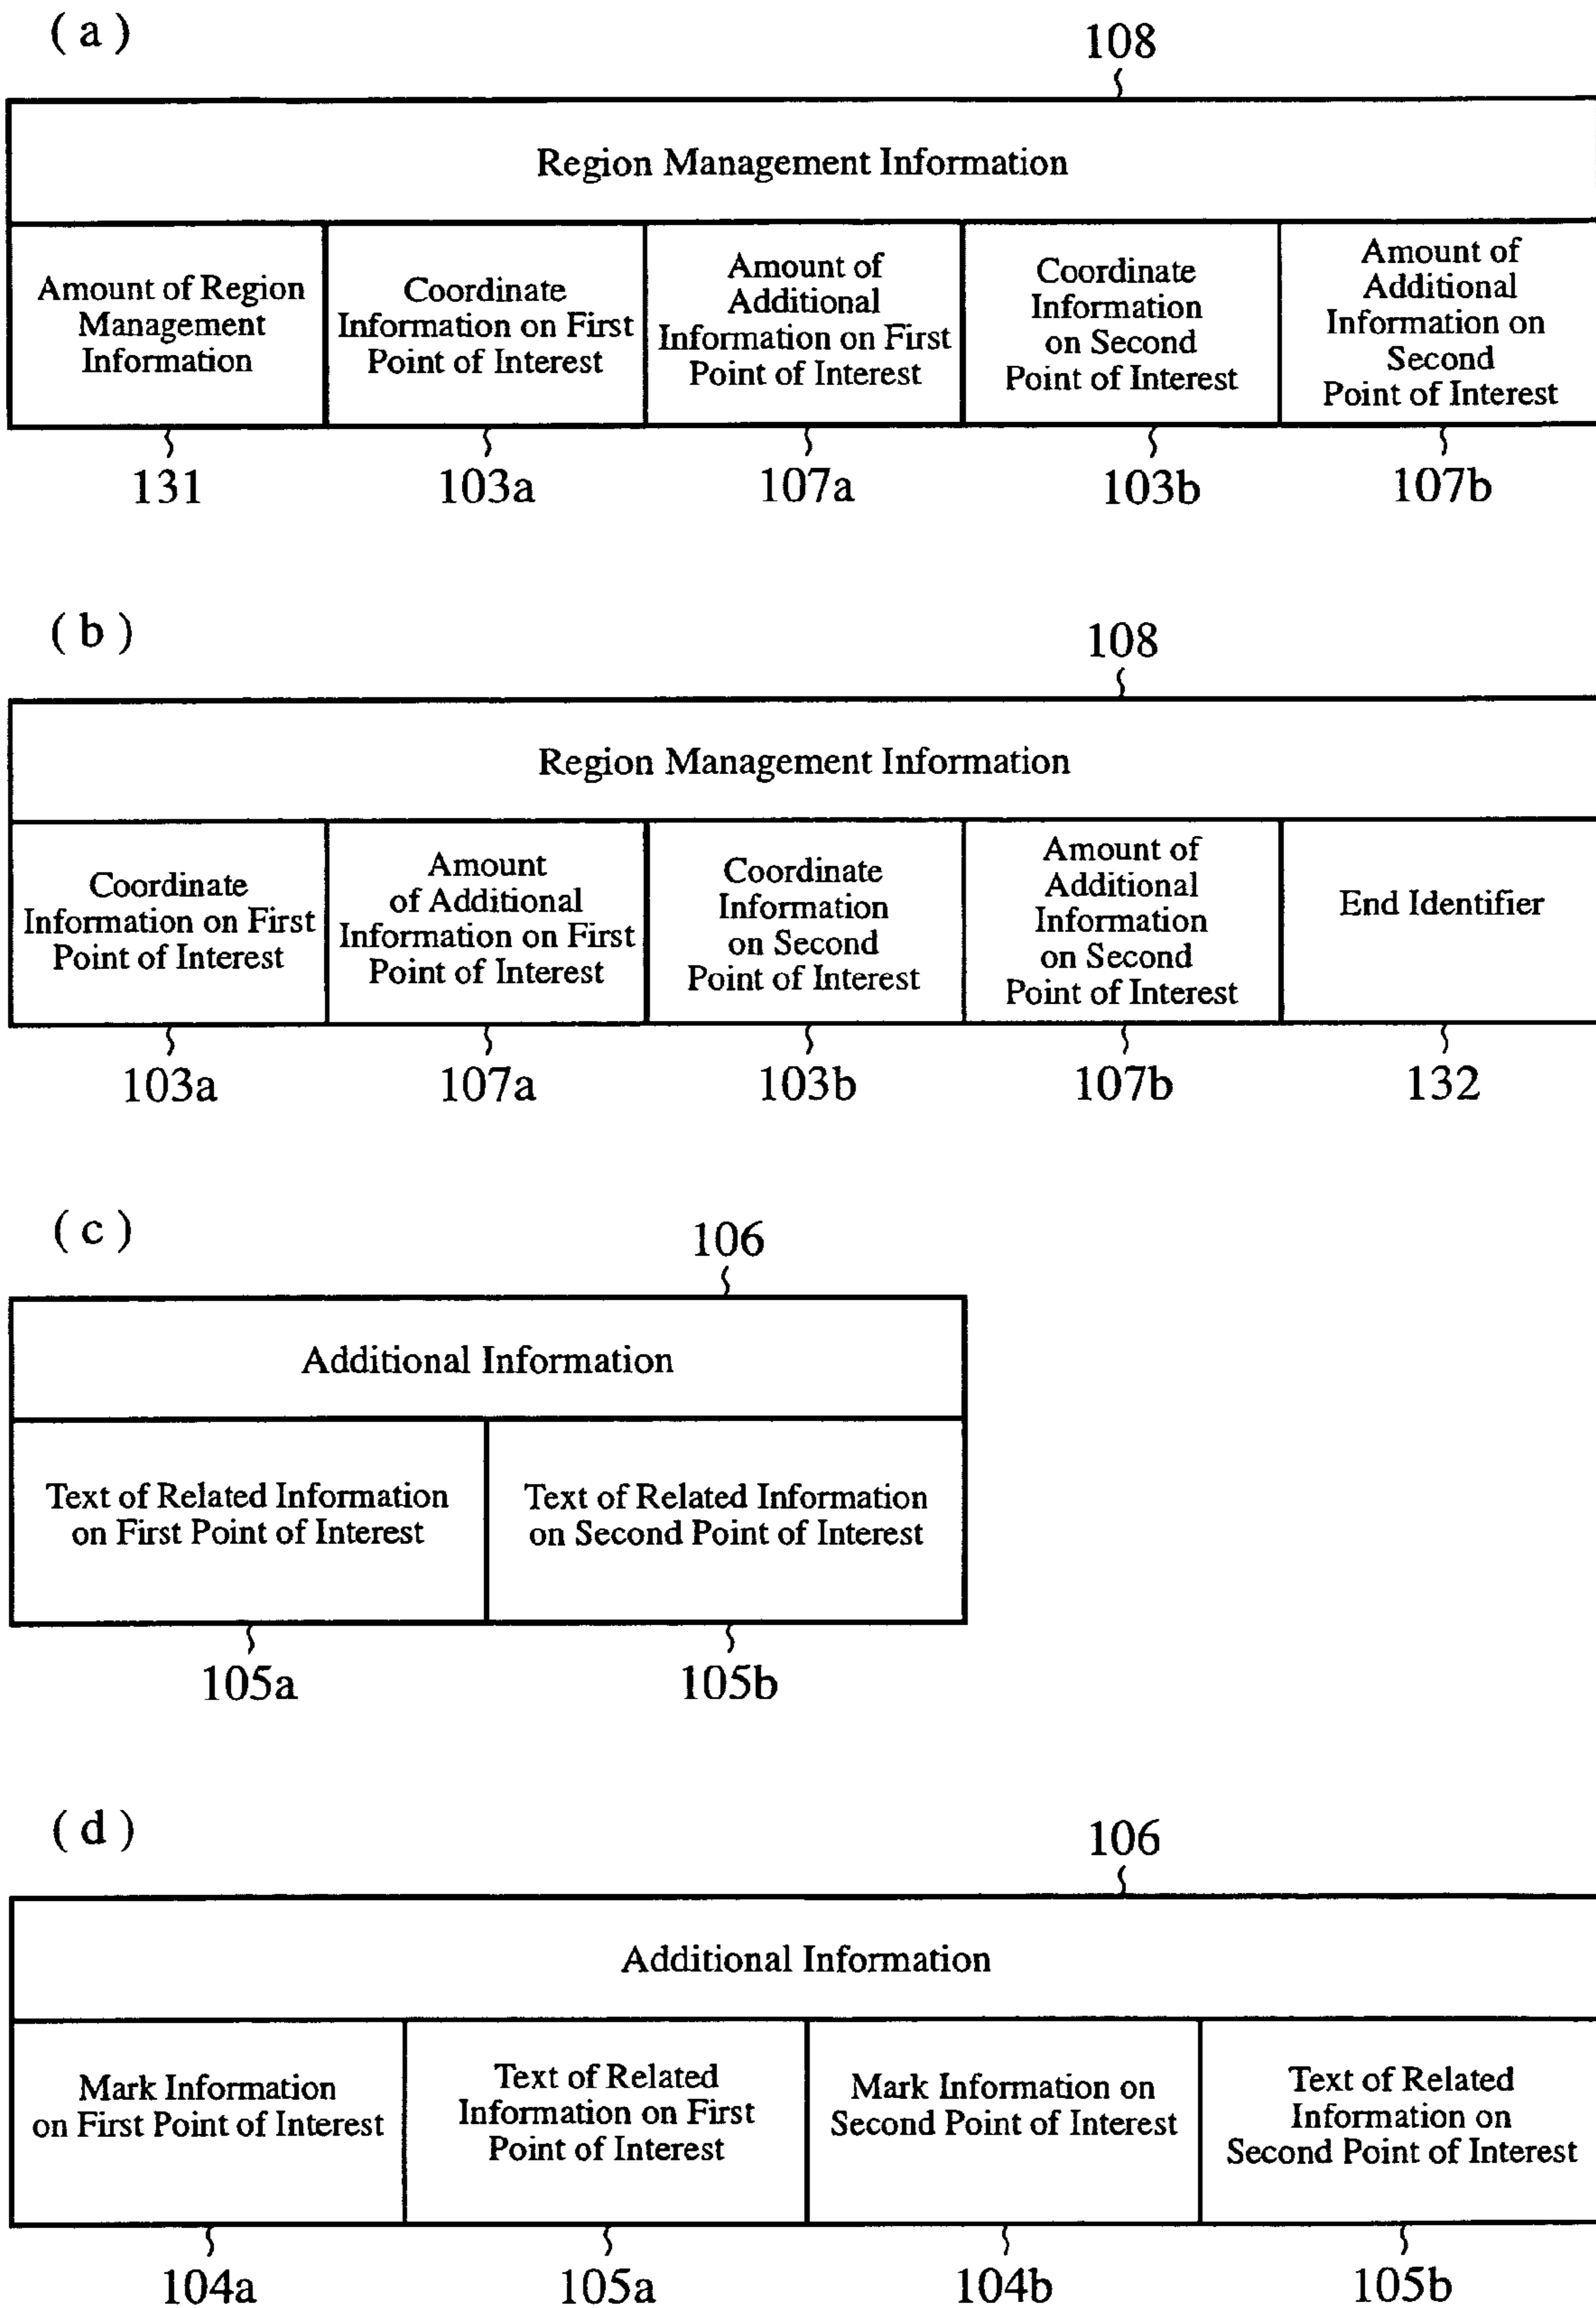 ( a )
108
Region Management Information
Amount of Region
Management
Information
Coordinate
Information on First
Point of Interest
Amount of
Additional
Information on First
Point of Interest
Coordinate
Information
on Second
Point of Interest
Amount of
Additional
Information on
Second
Point of Interest
131
103a
107a
103b
107b
( b )
108
Region Management Information
Coordinate
Information on First
Point of Interest
Amount
of Additional
Information on First
Point of Interest
Coordinate
Information
on Second
Point of Interest
Amount of
Additional
Information
on Second
Point of Interest
End Identifier
103a
107a
103b
107b
132
( c )
106
Additional Information
Text of Related Information
on First Point of Interest
Text of Related Information
on Second Point of Interest
105a
105b
( d )
106
Additional Information
Mark Information
on First Point of Interest
Text of Related
Information on First
Point of Interest
Mark Information on
Second Point of Interest
Text of Related
Information on
Second Point of Interest
104a
105a
104b
105b